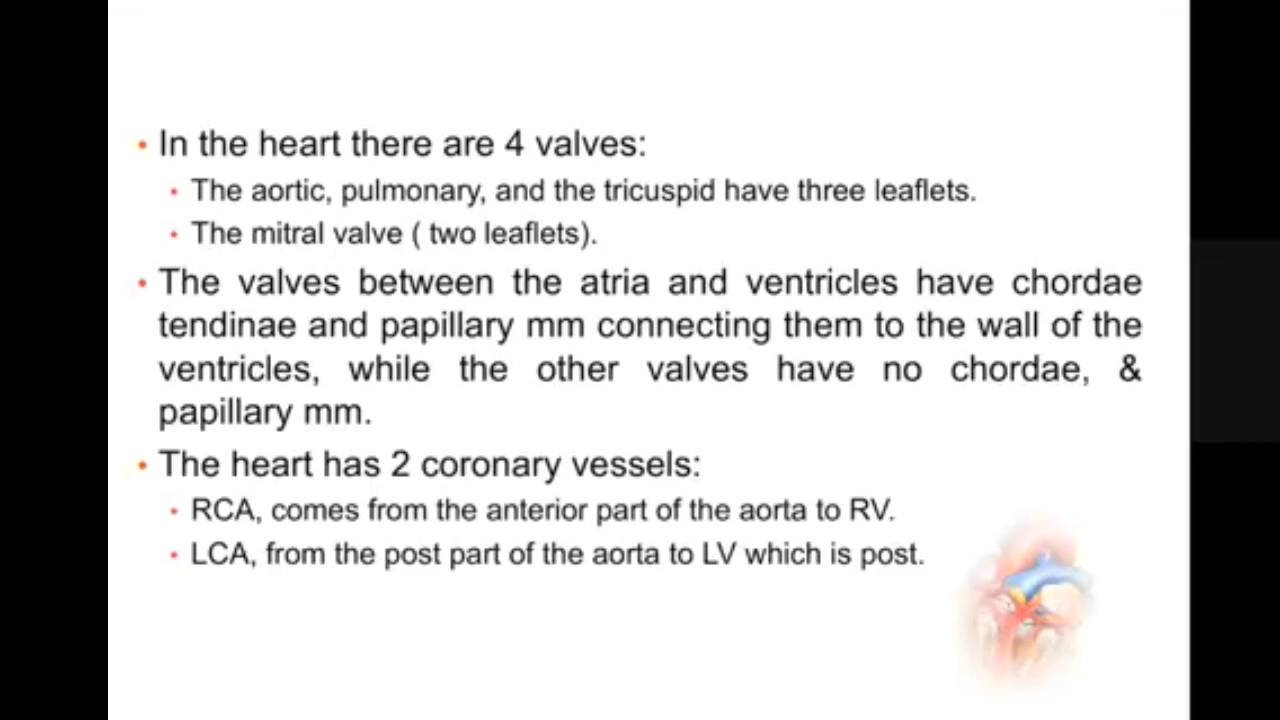 • In the heart there are 4 valves:
• The aortic, pulmonary, and the tricuspid have three leaflets.
• The mitral valve ( two leaflets).
• The valves between the atria and ventricles have chordae
tendinae and papillary mm connecting them to the wall of the
ventricles, while the other valves have no chordae, &
papillary mm.
• The heart has 2 coronary vessels:
• RCA, comes from the anterior part of the aorta to RV.
• LCA, from the post part of the aorta to LV which is post.